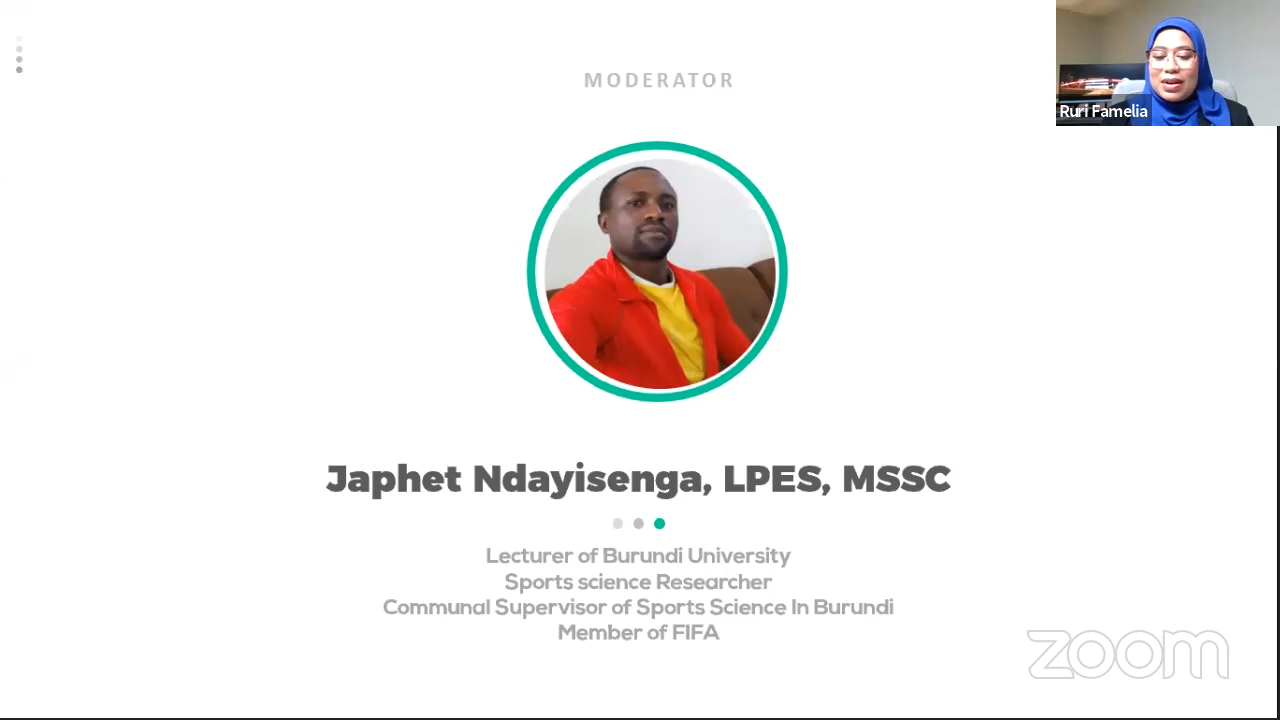 MODERATOR
Ruri Famelia
Japhet Ndayisenga, LPES, MSSC
Lecturer of Burundi University
Sports science Researcher
Communal Supervisor of Sports Science In Burundi
Member of FIFA
zoom